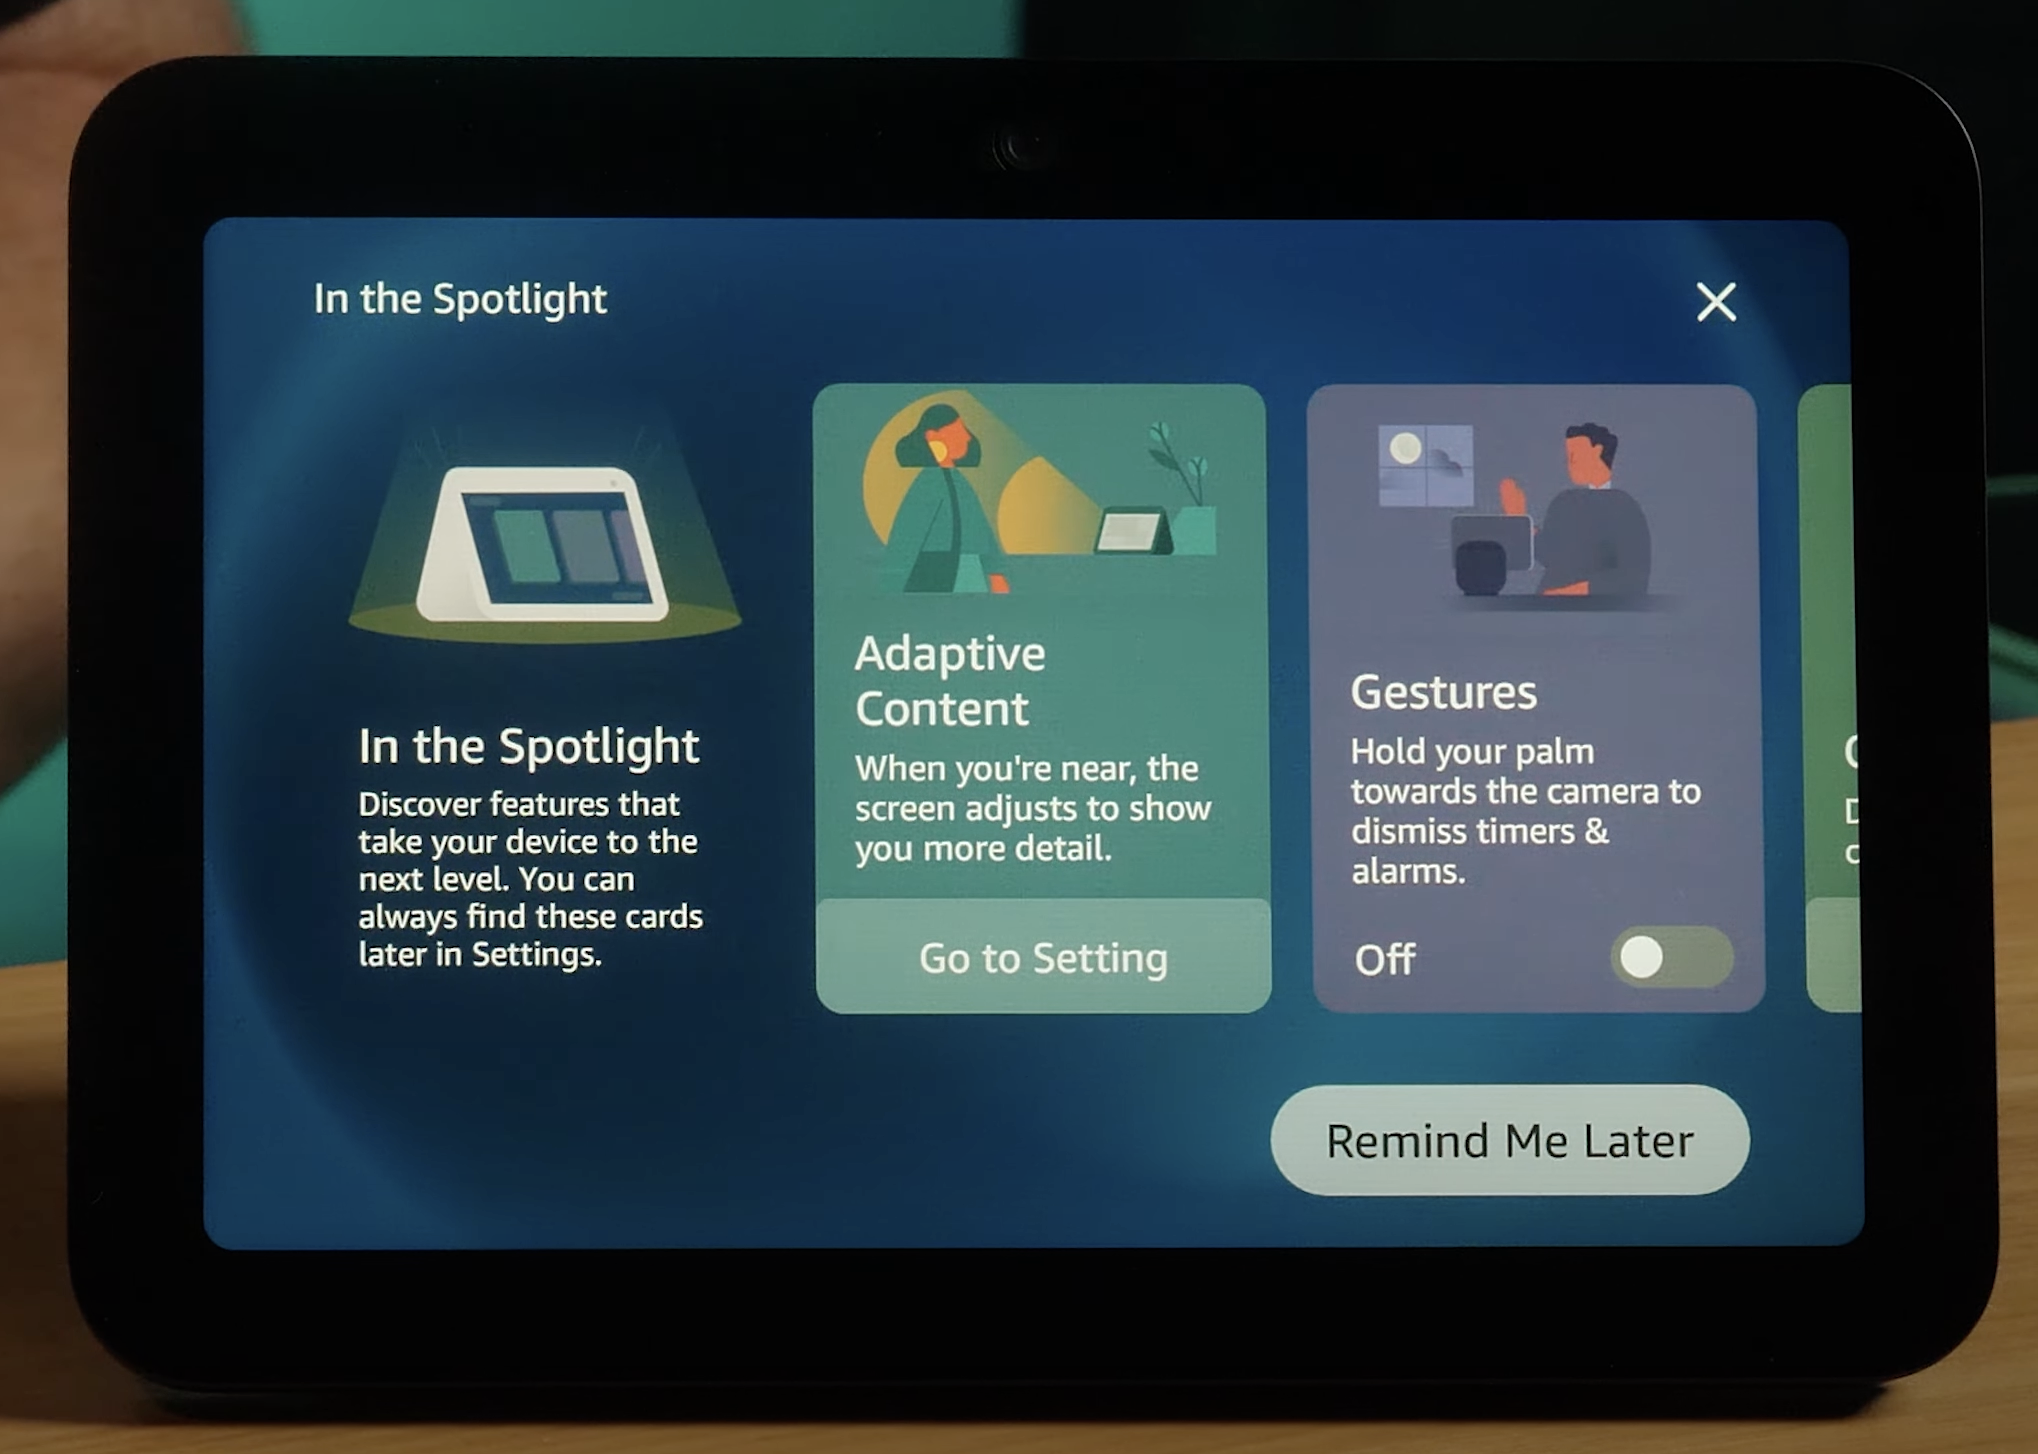 In the Spotlight
In the Spotlight
Discover features that
take your device to the
next level. You can
always find these cards
later in Settings.
Adaptive
Content
When you're near, the
screen adjusts to show
you more detail.
Go to Setting
Gestures
Hold your palm
towards the camera to
dismiss timers &
alarms.
Off
Remind Me Later